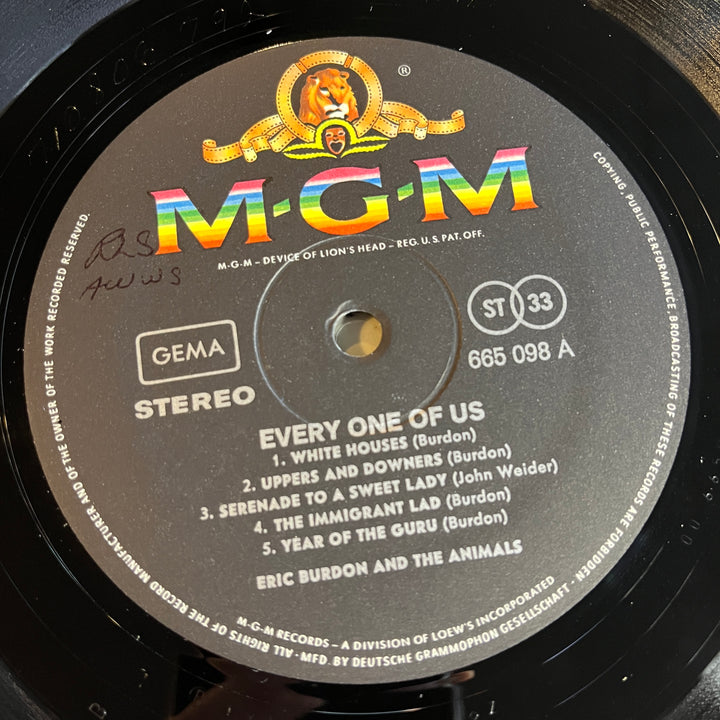 ®
M·G·M
M-G-M – DEVICE OF LION'S HEAD – REG. U.S. PAT. OFF.
GEMA
STEREO
ST 33
665 098 A
EVERY ONE OF US
1. WHITE HOUSES (Burdon)
2. UPPERS AND DOWNERS (Burdon)
3. SERENADE TO A SWEET LADY (John Weider)
4. THE IMMIGRANT LAD (Burdon)
5. YEAR OF THE GURU (Burdon)
ERIC BURDON AND THE ANIMALS
M-G-M RECORDS – A DIVISION OF LOEW'S INCORPORATED
ALL RIGHTS OF THE RECORD MANUFACTURER AND OF THE OWNER OF THE WORK RECORDED RESERVED.
COPYING, PUBLIC PERFORMANCE, BROADCASTING OF THESE RECORDS ARE FORBIDDEN
MFD. BY DEUTSCHE GRAMMOPHON GESELLSCHAFT